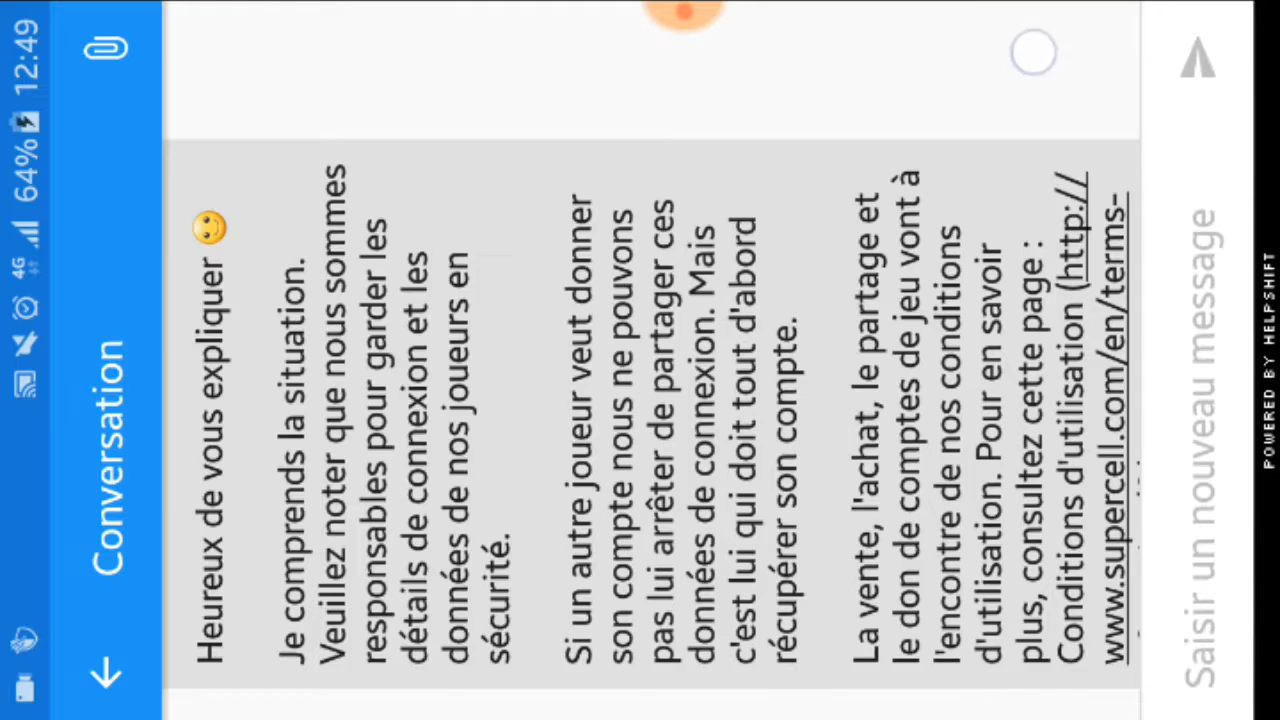 64% 12:49
Conversation
Heureux de vous expliquer
Je comprends la situation.
Veuillez noter que nous sommes
responsables pour garder les
détails de connexion et les
données de nos joueurs en
sécurité.
Si un autre joueur veut donner
son compte nous ne pouvons
pas lui arrêter de partager ces
données de connexion. Mais
c'est lui qui doit tout d'abord
récupérer son compte.
La vente, l'achat, le partage et
le don de comptes de jeu vont à
l'encontre de nos conditions
d'utilisation. Pour en savoir
plus, consultez cette page :
Conditions d'utilisation (http://
www.supercell.com/en/terms-
Saisir un nouveau message
POWERED BY HELPSHIFT
4G